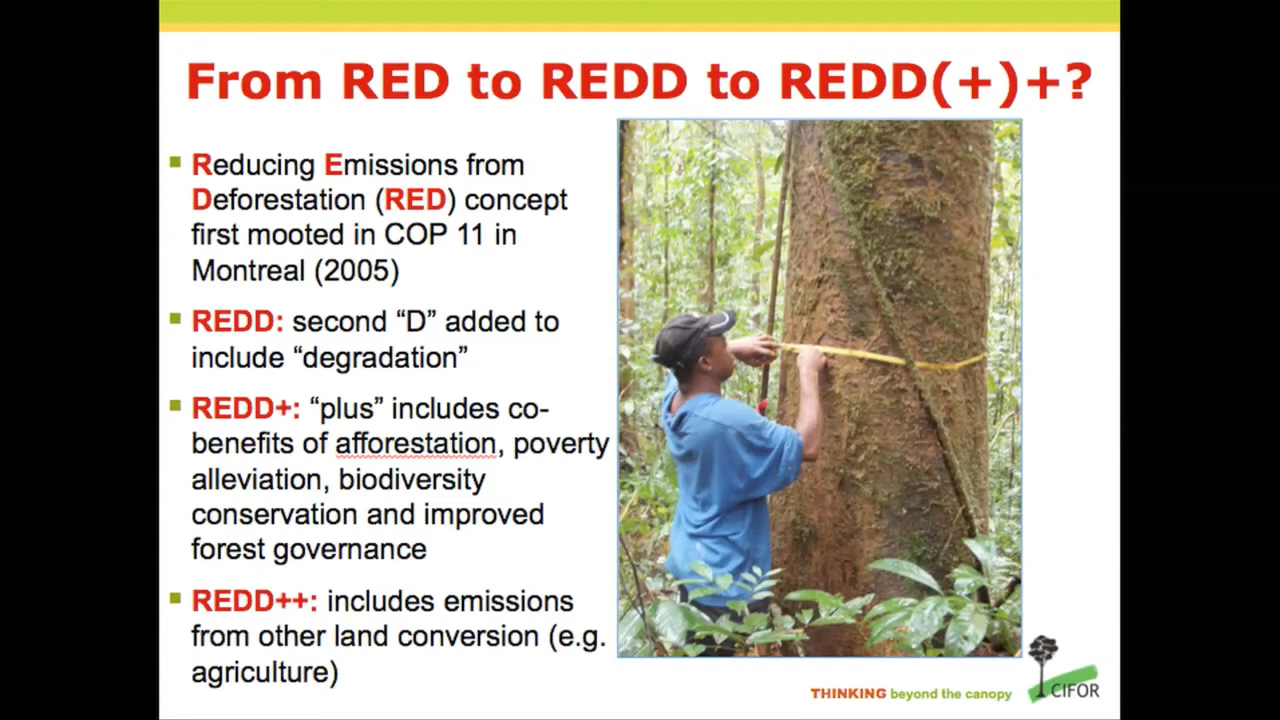 From RED to REDD to REDD(+)+?
Reducing Emissions from
Deforestation (RED) concept
first mooted in COP 11 in
Montreal (2005)
REDD: second “D” added to
include “degradation”
REDD+: “plus” includes co-
benefits of afforestation, poverty
alleviation, biodiversity
conservation and improved
forest governance
REDD++: includes emissions
from other land conversion (e.g.
agriculture)
THINKING beyond the canopy
CIFOR